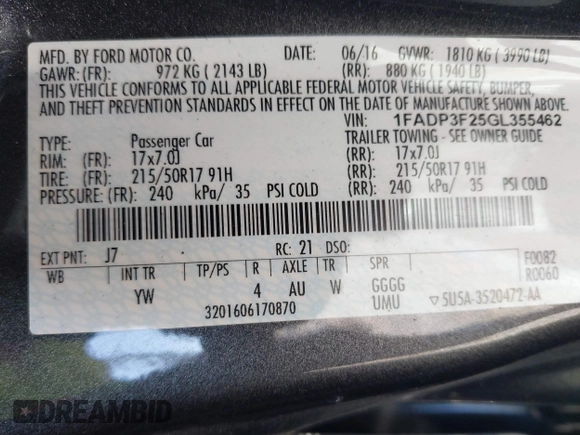 MFD. BY FORD MOTOR CO. DATE: 06/16 GVWR: 1810 KG ( 3990 LB)
GAWR: (FR): 972 KG ( 2143 LB) (RR): 880 KG ( 1940 LB)
THIS VEHICLE CONFORMS TO ALL APPLICABLE FEDERAL MOTOR VEHICLE SAFETY, BUMPER,
AND THEFT PREVENTION STANDARDS IN EFFECT ON THE DATE OF MANUFACTURE SHOWN ABOVE.
VIN: 1FADP3F25GL355462
TYPE: Passenger Car TRAILER TOWING - SEE OWNER GUIDE
RIM: (FR): 17x7.0J (RR): 17x7.0J
TIRE: (FR): 215/50R17 91H (RR): 215/50R17 91H
PRESSURE: (FR): 240 kPa/ 35 PSI COLD (RR): 240 kPa/ 35 PSI COLD
EXT PNT: J7 RC: 21 DSO: F0082
WB INT TR TP/PS R AXLE TR SPR R0060
YW 4 AU W GGGG
3201606170870 UMU ▽ 5U5A-3520472-AA
DREAMBID